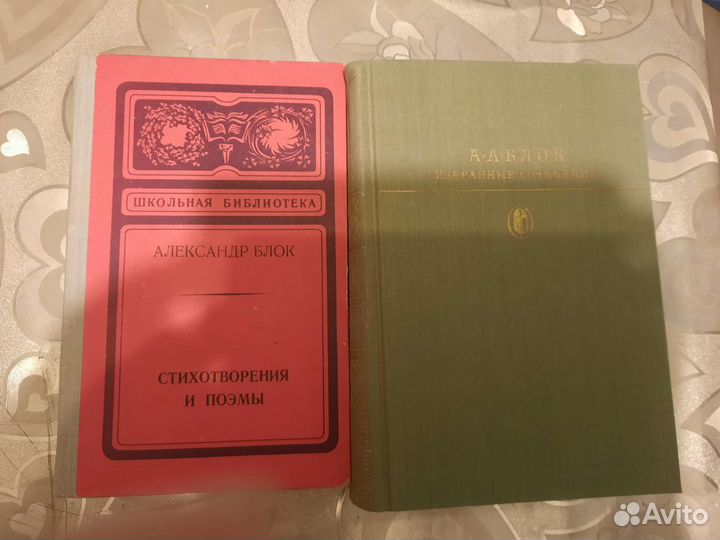 ШКОЛЬНАЯ БИБЛИОТЕКА
АЛЕКСАНДР БЛОК
СТИХОТВОРЕНИЯ
И ПОЭМЫ
А·А·БЛОК
ИЗБРАННЫЕ СОЧИНЕНИЯ
Avito